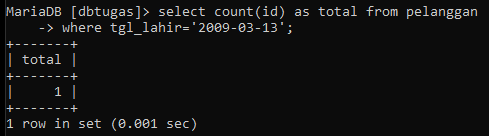 MariaDB [dbtugas]> select count(id) as total from pelanggan
    -> where tgl_lahir='2009-03-13';
+-------+
| total |
+-------+
|     1 |
+-------+
1 row in set (0.001 sec)